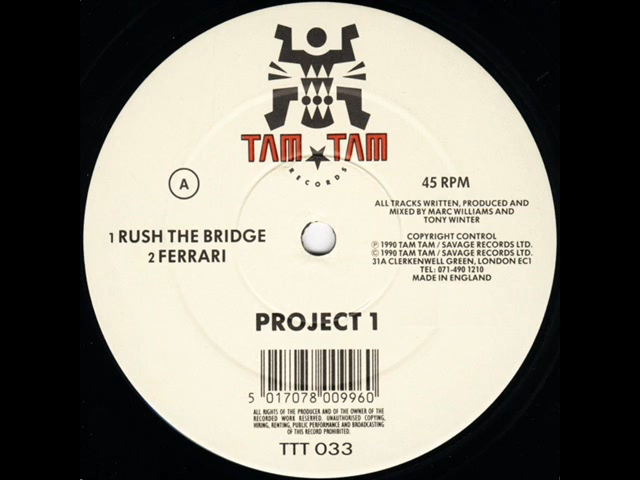 TAM TAM
RECORDS
A
45 RPM
ALL TRACKS WRITTEN, PRODUCED AND
MIXED BY MARC WILLIAMS AND
TONY WINTER
1 RUSH THE BRIDGE
2 FERRARI
COPYRIGHT CONTROL
℗ 1990 TAM TAM / SAVAGE RECORDS LTD.
© 1990 TAM TAM / SAVAGE RECORDS LTD.
31A CLERKENWELL GREEN, LONDON EC1
TEL: 071-490 1210
MADE IN ENGLAND
PROJECT 1
5 017078 009960
ALL RIGHTS OF THE PRODUCER AND OF THE OWNER OF THE
RECORDED WORK RESERVED. UNAUTHORISED COPYING,
HIRING, RENTING, PUBLIC PERFORMANCE AND BROADCASTING
OF THIS RECORD PROHIBITED.
TTT 033